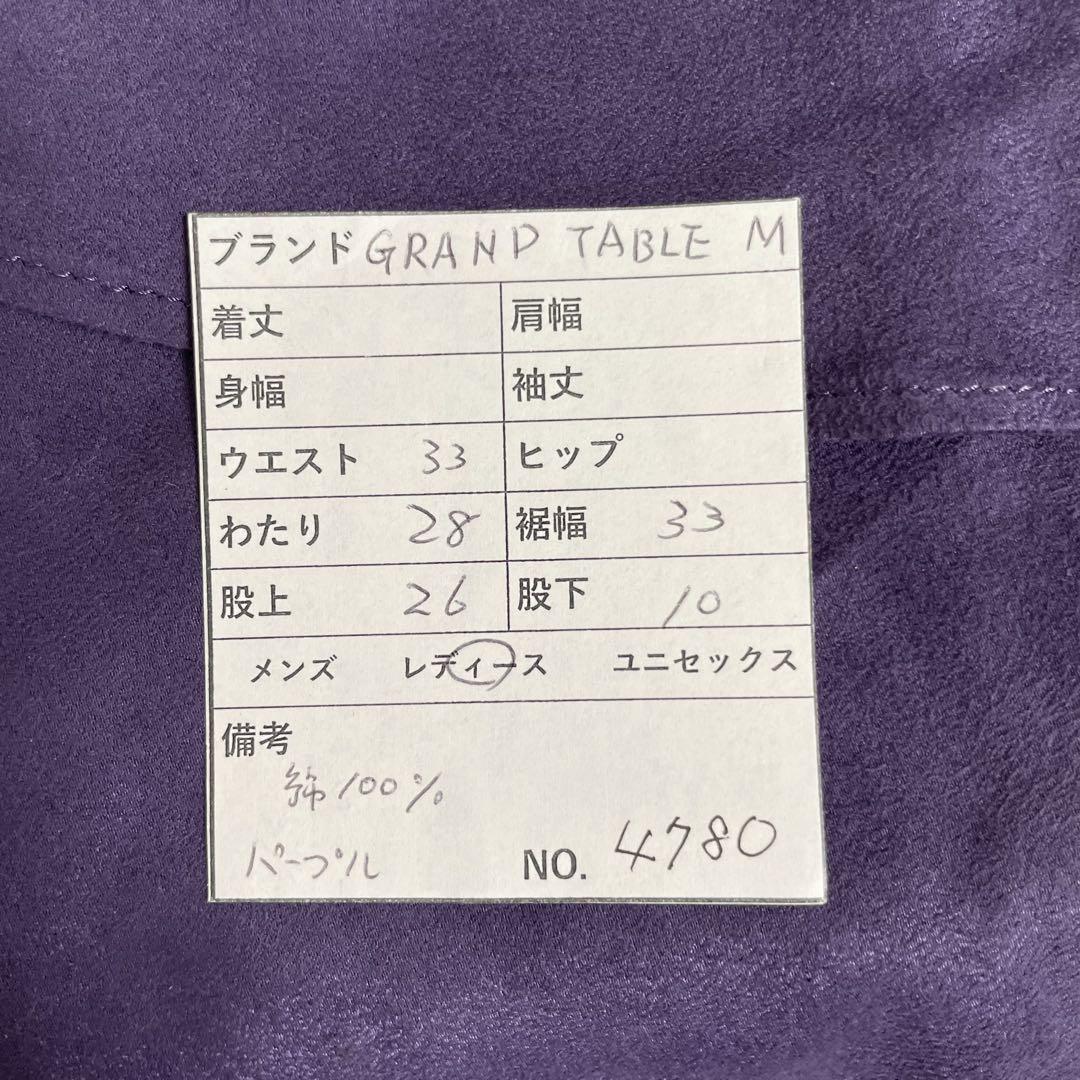 ブランド GRAND TABLE M
着丈 肩幅
身幅 袖丈
ウエスト 33 ヒップ
わたり 28 裾幅 33
股上 26 股下 10
メンズ レディース ユニセックス
備考
綿100%
パープル NO. 4780